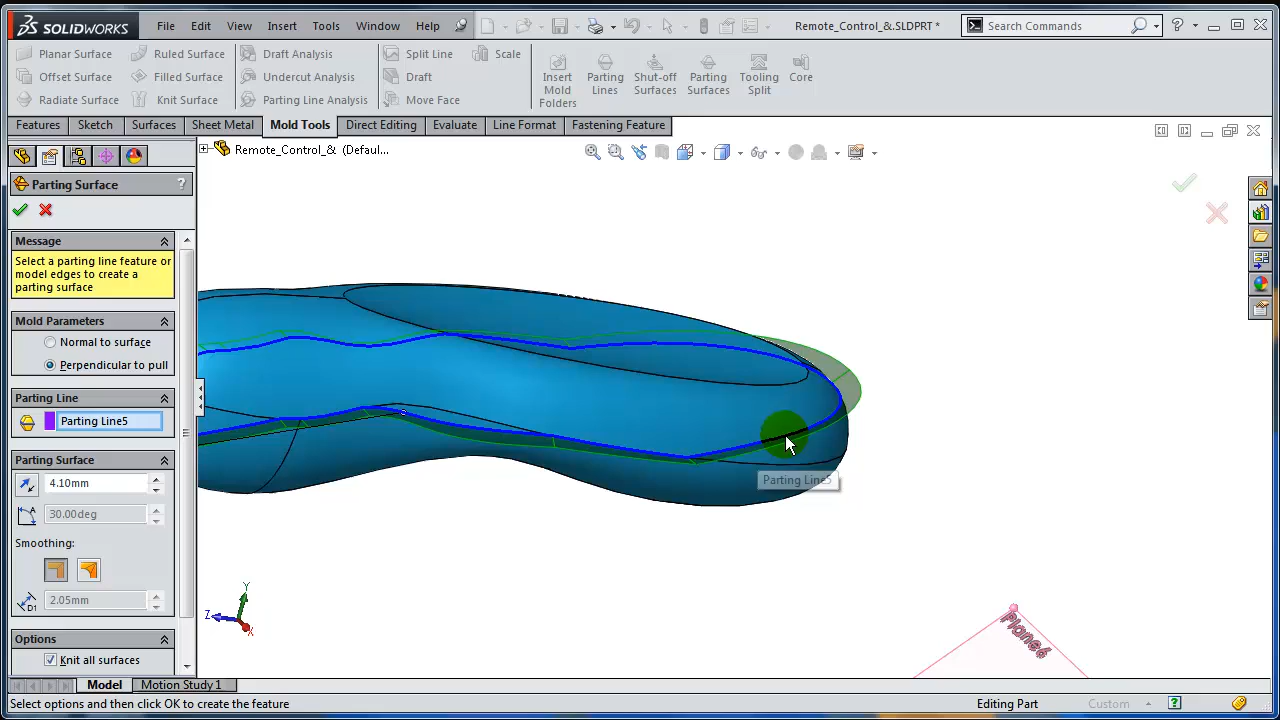 SOLIDWORKS File Edit View Insert Tools Window Help Remote_Control_&.SLDPRT * Search Commands
Planar Surface Ruled Surface Draft Analysis Split Line Scale
Offset Surface Filled Surface Undercut Analysis Draft
Radiate Surface Knit Surface Parting Line Analysis Move Face
Insert Mold Folders
Parting Lines
Shut-off Surfaces
Parting Surfaces
Tooling Split
Core
Features Sketch Surfaces Sheet Metal Mold Tools Direct Editing Evaluate Line Format Fastening Feature
Remote_Control_& (Defaul...
Parting Surface ?
Message
Select a parting line feature or
model edges to create a
parting surface
Mold Parameters
Normal to surface
Perpendicular to pull
Parting Line
Parting Line5
Parting Surface
4.10mm
30.00deg
Smoothing:
D1 2.05mm
Options
Knit all surfaces
Parting Line5
Y
Z
X
Plane6
Model Motion Study 1
Select options and then click OK to create the feature Editing Part Custom ?